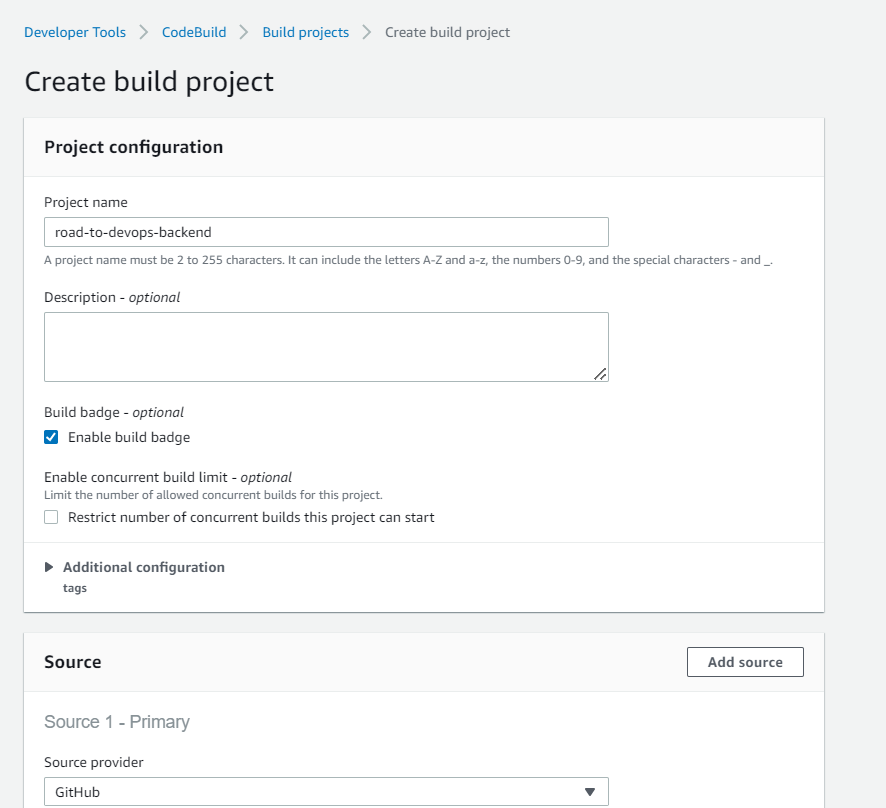 Developer Tools > CodeBuild > Build projects > Create build project
Create build project
Project configuration
Project name
road-to-devops-backend
A project name must be 2 to 255 characters. It can include the letters A-Z and a-z, the numbers 0-9, and the special characters - and _.
Description - optional
Build badge - optional
Enable build badge
Enable concurrent build limit - optional
Limit the number of allowed concurrent builds for this project.
Restrict number of concurrent builds this project can start
Additional configuration
tags
Source
Add source
Source 1 - Primary
Source provider
GitHub